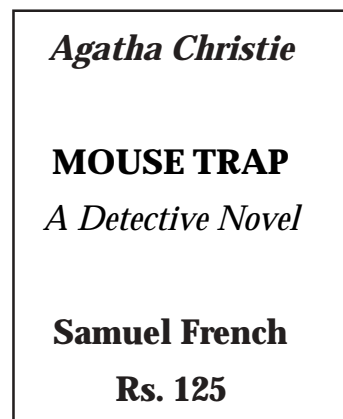 Agatha Christie
MOUSE TRAP
A Detective Novel
Samuel French
Rs. 125